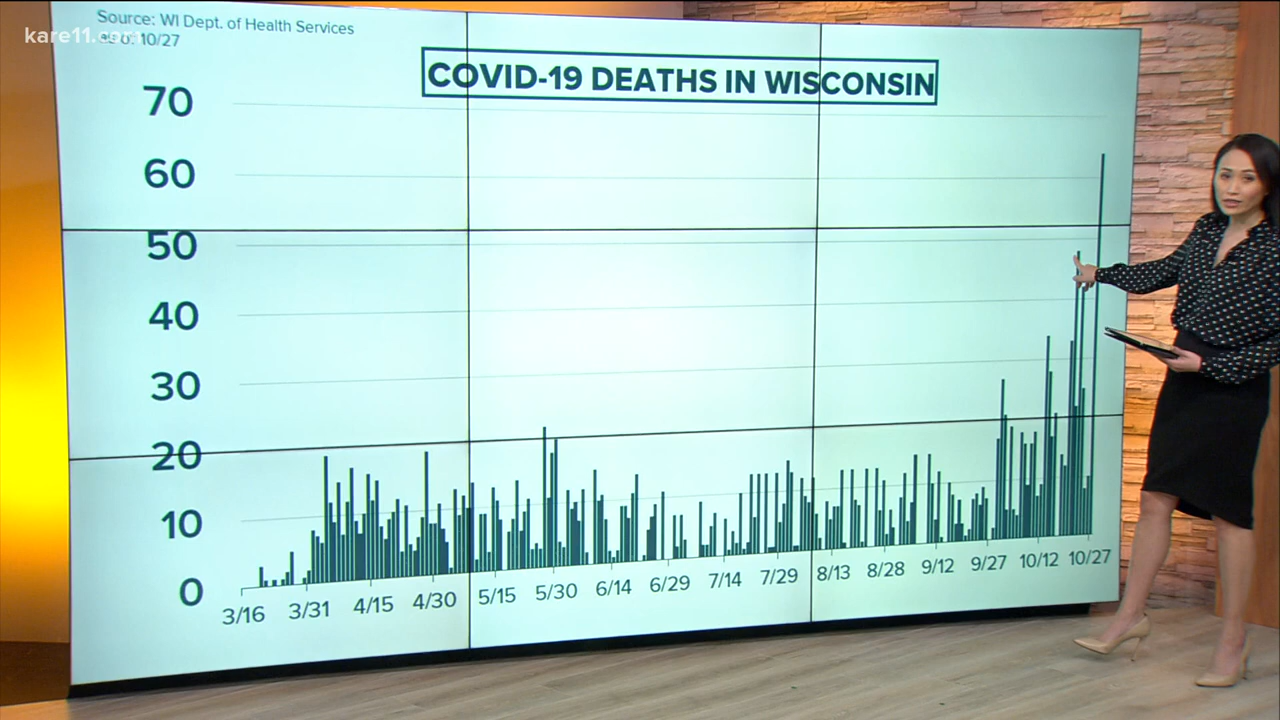 Source: WI Dept. of Health Services
kare11.com
as of 10/27
COVID-19 DEATHS IN WISCONSIN
70
60
50
40
30
20
10
0
3/16 3/31 4/15 4/30 5/15 5/30 6/14 6/29 7/14 7/29 8/13 8/28 9/12 9/27 10/12 10/27